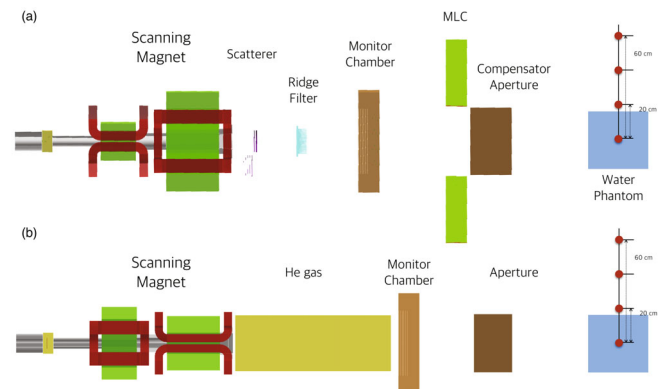 (a)
MLC
Scanning
Magnet
Scatterer
Monitor
Chamber
Ridge
Filter
Compensator
Aperture
60 cm
20 cm
Water
Phantom
(b)
Scanning
Magnet
He gas
Monitor
Chamber
Aperture
60 cm
20 cm